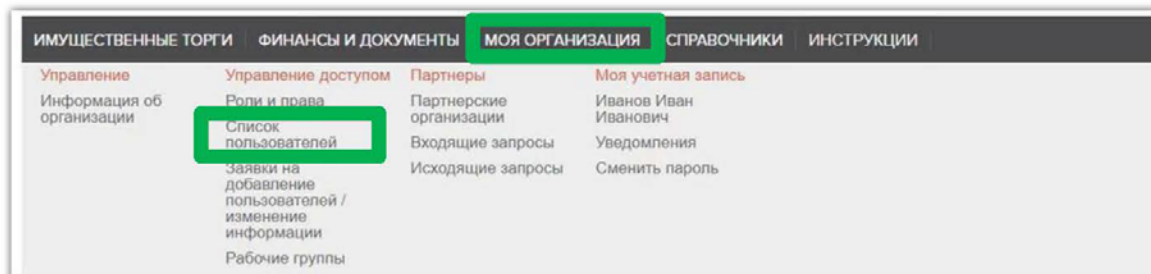 ИМУЩЕСТВЕННЫЕ ТОРГИ ФИНАНСЫ И ДОКУМЕНТЫ МОЯ ОРГАНИЗАЦИЯ СПРАВОЧНИКИ ИНСТРУКЦИИ
Управление
Информация об
организации
Управление доступом
Роли и права
Список
пользователей
Заявки на
добавление
пользователей /
изменение
информации
Рабочие группы
Партнеры
Партнерские
организации
Входящие запросы
Исходящие запросы
Моя учетная запись
Иванов Иван
Иванович
Уведомления
Сменить пароль